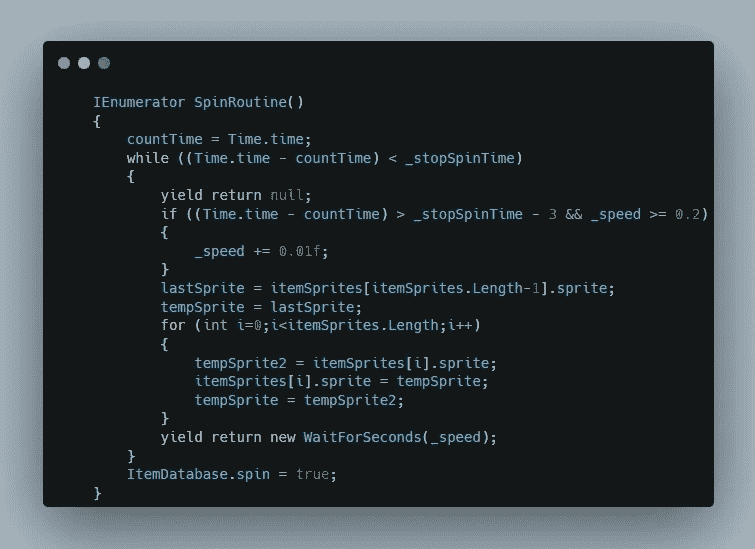 IEnumerator SpinRoutine()
{
countTime = Time.time;
while ((Time.time - countTime) < _stopSpinTime)
{
yield return null;
if ((Time.time - countTime) > _stopSpinTime - 3 && _speed >= 0.2)
{
_speed += 0.01f;
}
lastSprite = itemSprites[itemSprites.Length-1].sprite;
tempSprite = lastSprite;
for (int i=0;i<itemSprites.Length;i++)
{
tempSprite2 = itemSprites[i].sprite;
itemSprites[i].sprite = tempSprite;
tempSprite = tempSprite2;
}
yield return new WaitForSeconds(_speed);
}
ItemDatabase.spin = true;
}